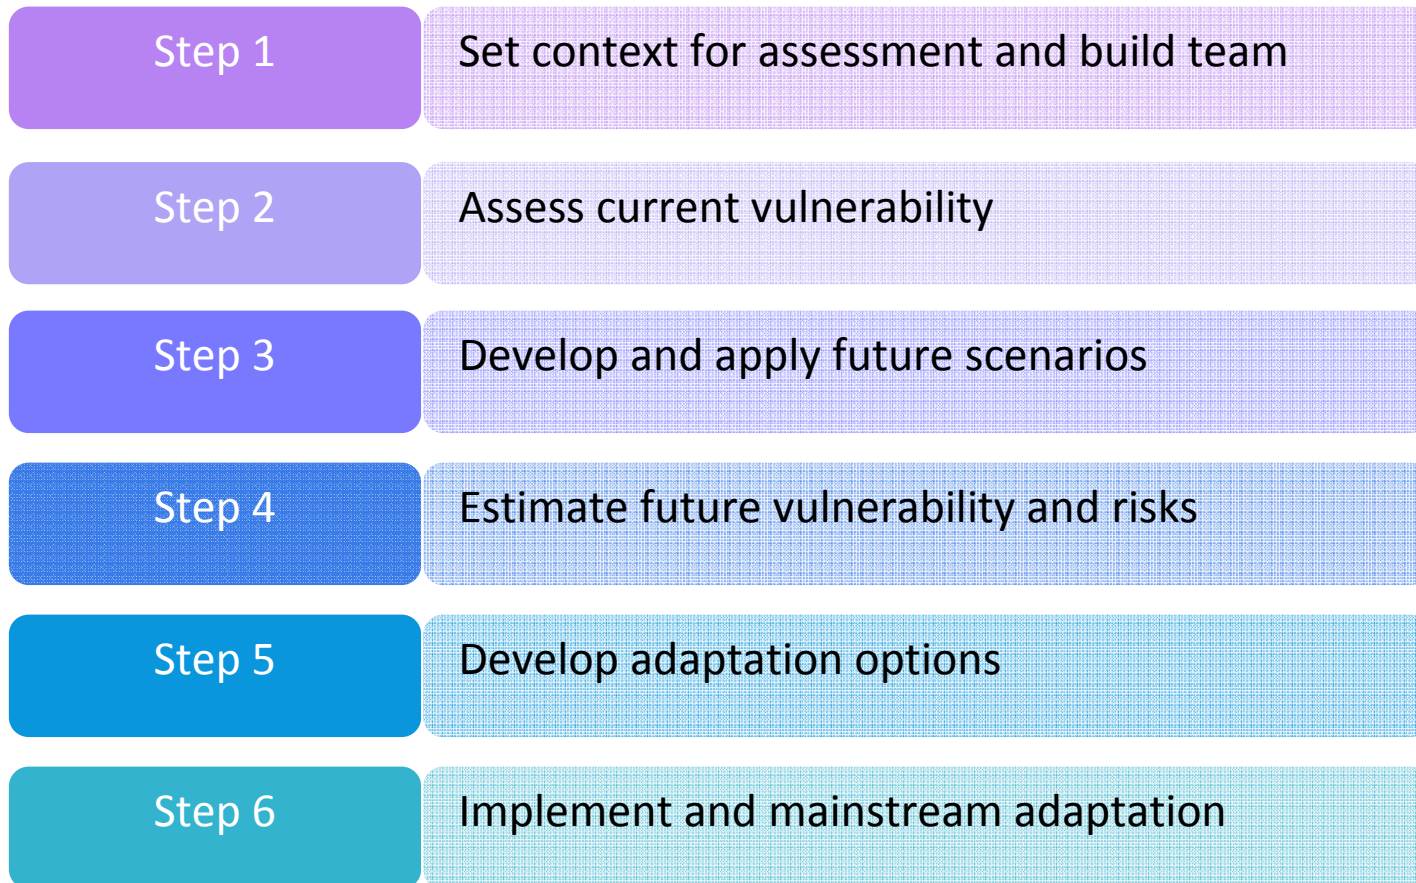 Step 1
Set context for assessment and build team
Step 2
Assess current vulnerability
Step 3
Develop and apply future scenarios
Step 4
Estimate future vulnerability and risks
Step 5
Develop adaptation options
Step 6
Implement and mainstream adaptation